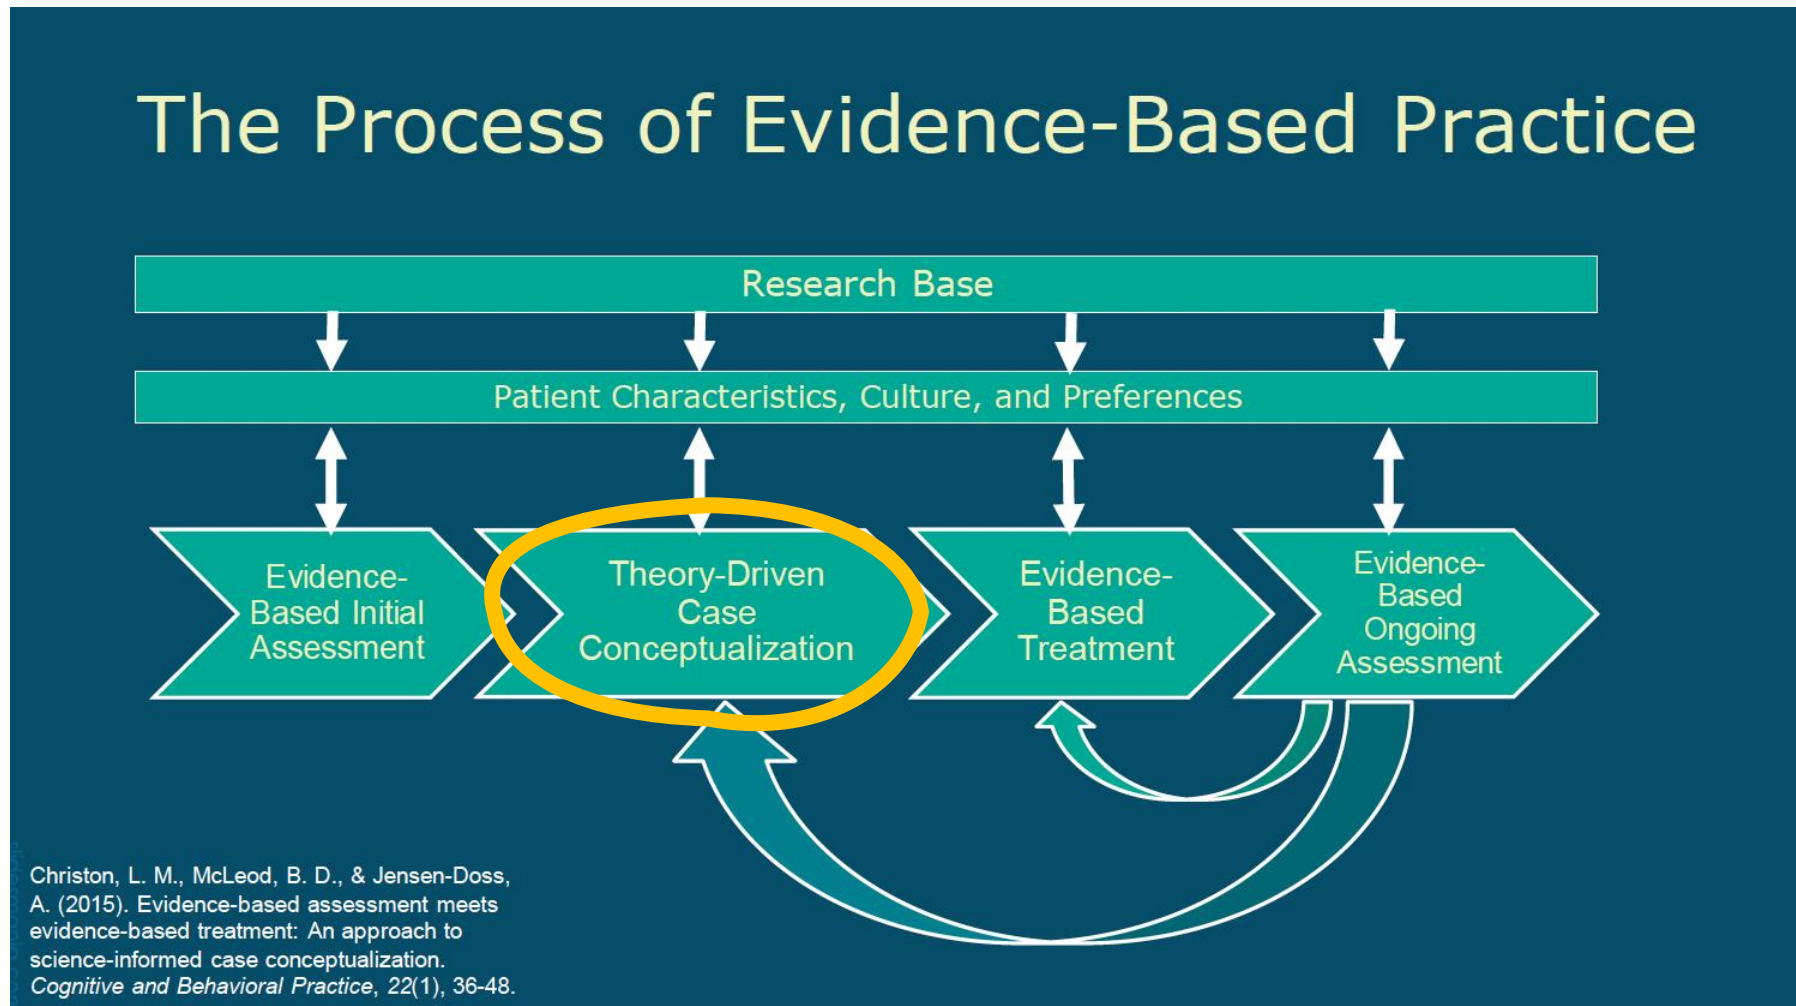 The Process of Evidence-Based Practice
Research Base
Patient Characteristics, Culture, and Preferences
Evidence-
Based Initial
Assessment
Theory-Driven
Case
Conceptualization
Evidence-
Based
Treatment
Evidence-
Based
Ongoing
Assessment
Christon, L. M., McLeod, B. D., & Jensen-Doss,
A. (2015). Evidence-based assessment meets
evidence-based treatment: An approach to
science-informed case conceptualization.
Cognitive and Behavioral Practice, 22(1), 36-48.